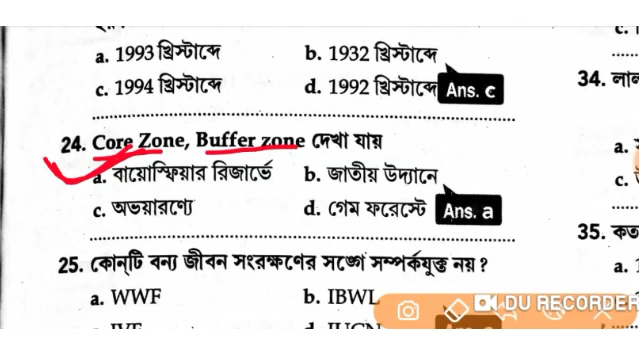 a. 1993 খ্রিস্টাব্দে b. 1932 খ্রিস্টাব্দে
c. 1994 খ্রিস্টাব্দে d. 1992 খ্রিস্টাব্দে Ans. c
34.
24. Core Zone, Buffer zone দেখা যায়
a. বায়োস্ফিয়ার রিজার্ভে b. জাতীয় উদ্যানে
a.
c. অভয়ারণ্যে d. গেম ফরেস্টে Ans. a
c.
35.
25. কোন্‌টি বন্য জীবন সংরক্ষণের সঙ্গে সম্পর্কযুক্ত নয় ?
a.
a. WWF b. IBWL
DU RECORDER